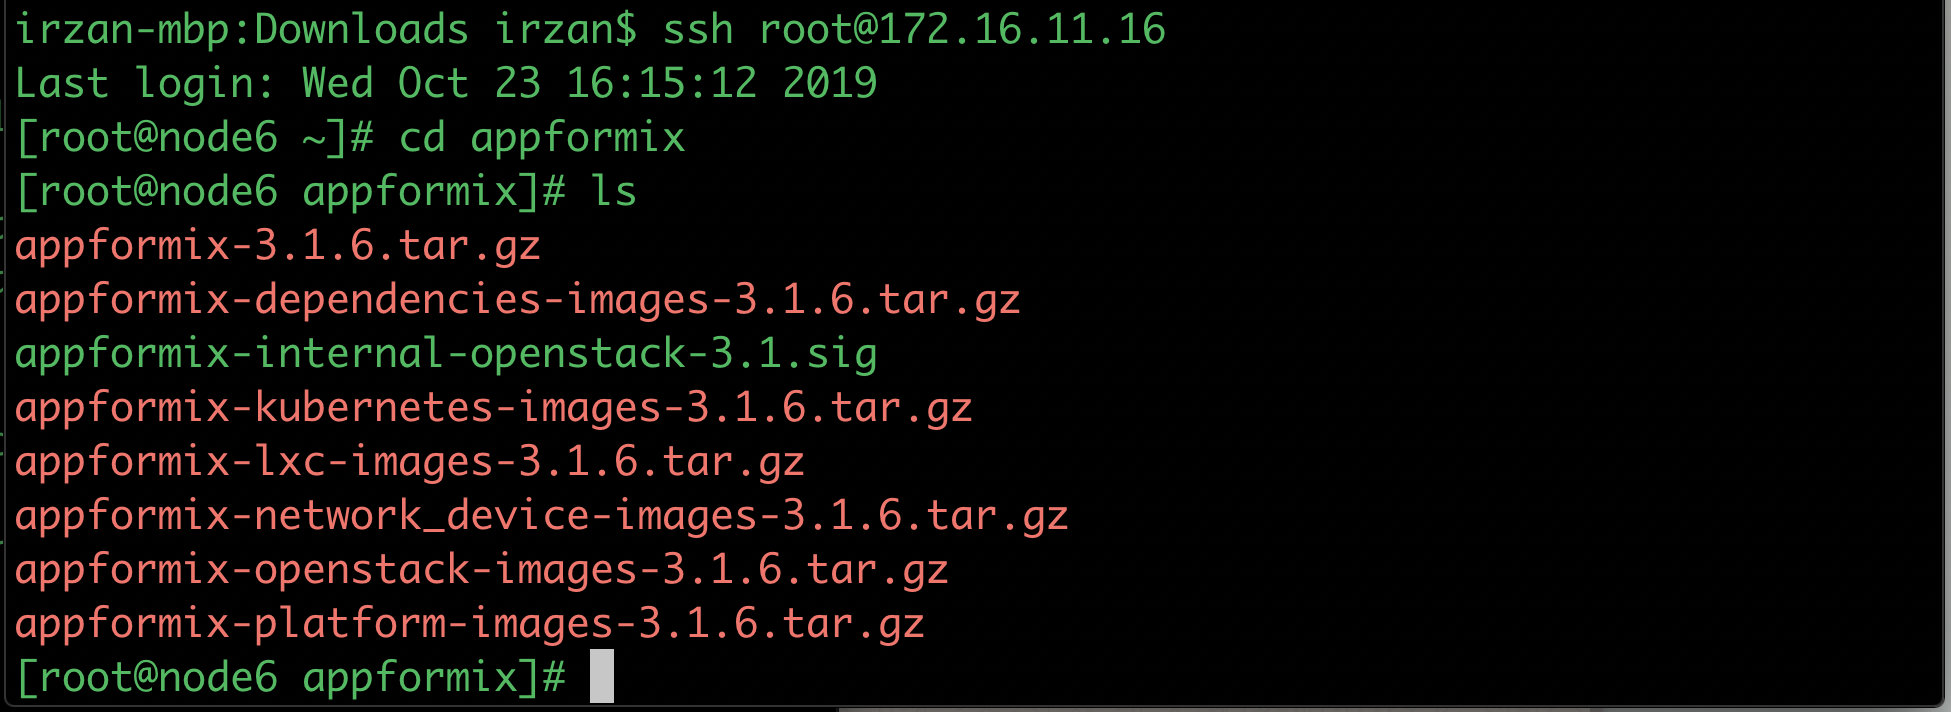 irzan-mbp:Downloads irzan$ ssh root@172.16.11.16
Last login: Wed Oct 23 16:15:12 2019
[root@node6 ~]# cd appformix
[root@node6 appformix]# ls
appformix-3.1.6.tar.gz
appformix-dependencies-images-3.1.6.tar.gz
appformix-internal-openstack-3.1.sig
appformix-kubernetes-images-3.1.6.tar.gz
appformix-lxc-images-3.1.6.tar.gz
appformix-network_device-images-3.1.6.tar.gz
appformix-openstack-images-3.1.6.tar.gz
appformix-platform-images-3.1.6.tar.gz
[root@node6 appformix]#